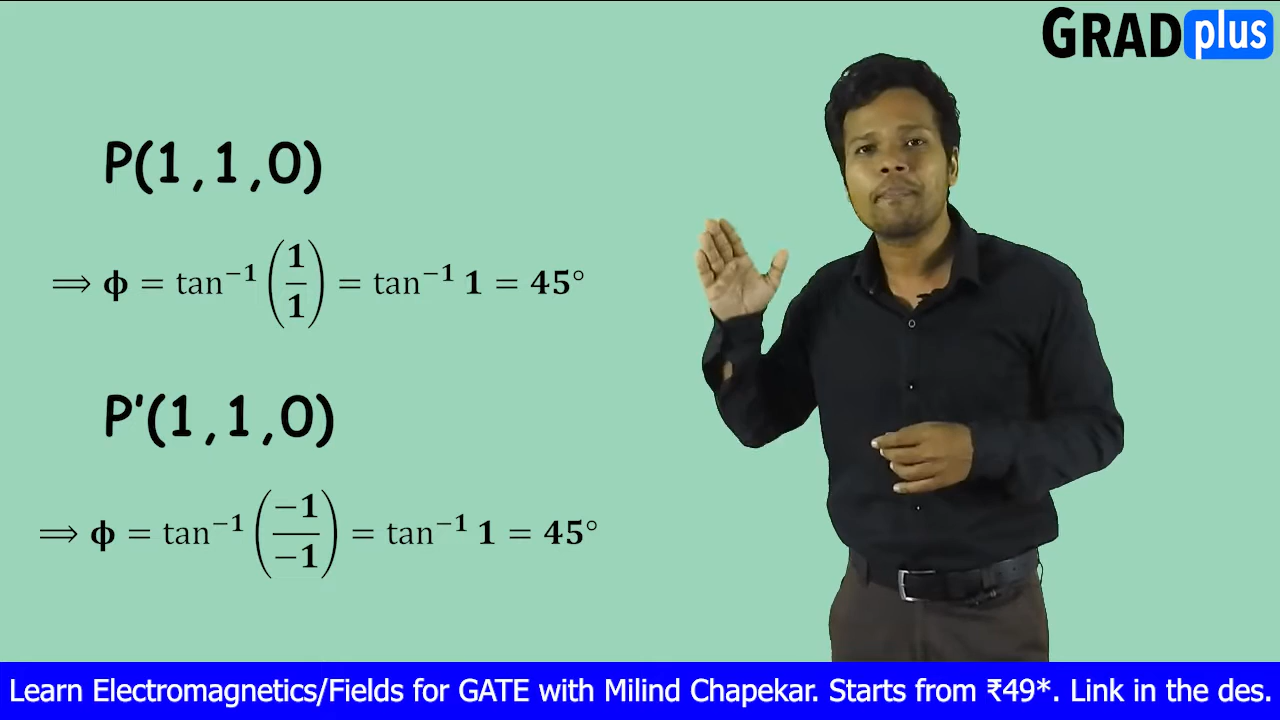 GRADplus
P(1,1,0)
⟹ ϕ = tan⁻¹ (1/1) = tan⁻¹ 1 = 45°
P'(1,1,0)
⟹ ϕ = tan⁻¹ (−1/−1) = tan⁻¹ 1 = 45°
Learn Electromagnetics/Fields for GATE with Milind Chapekar. Starts from ₹49*. Link in the des.